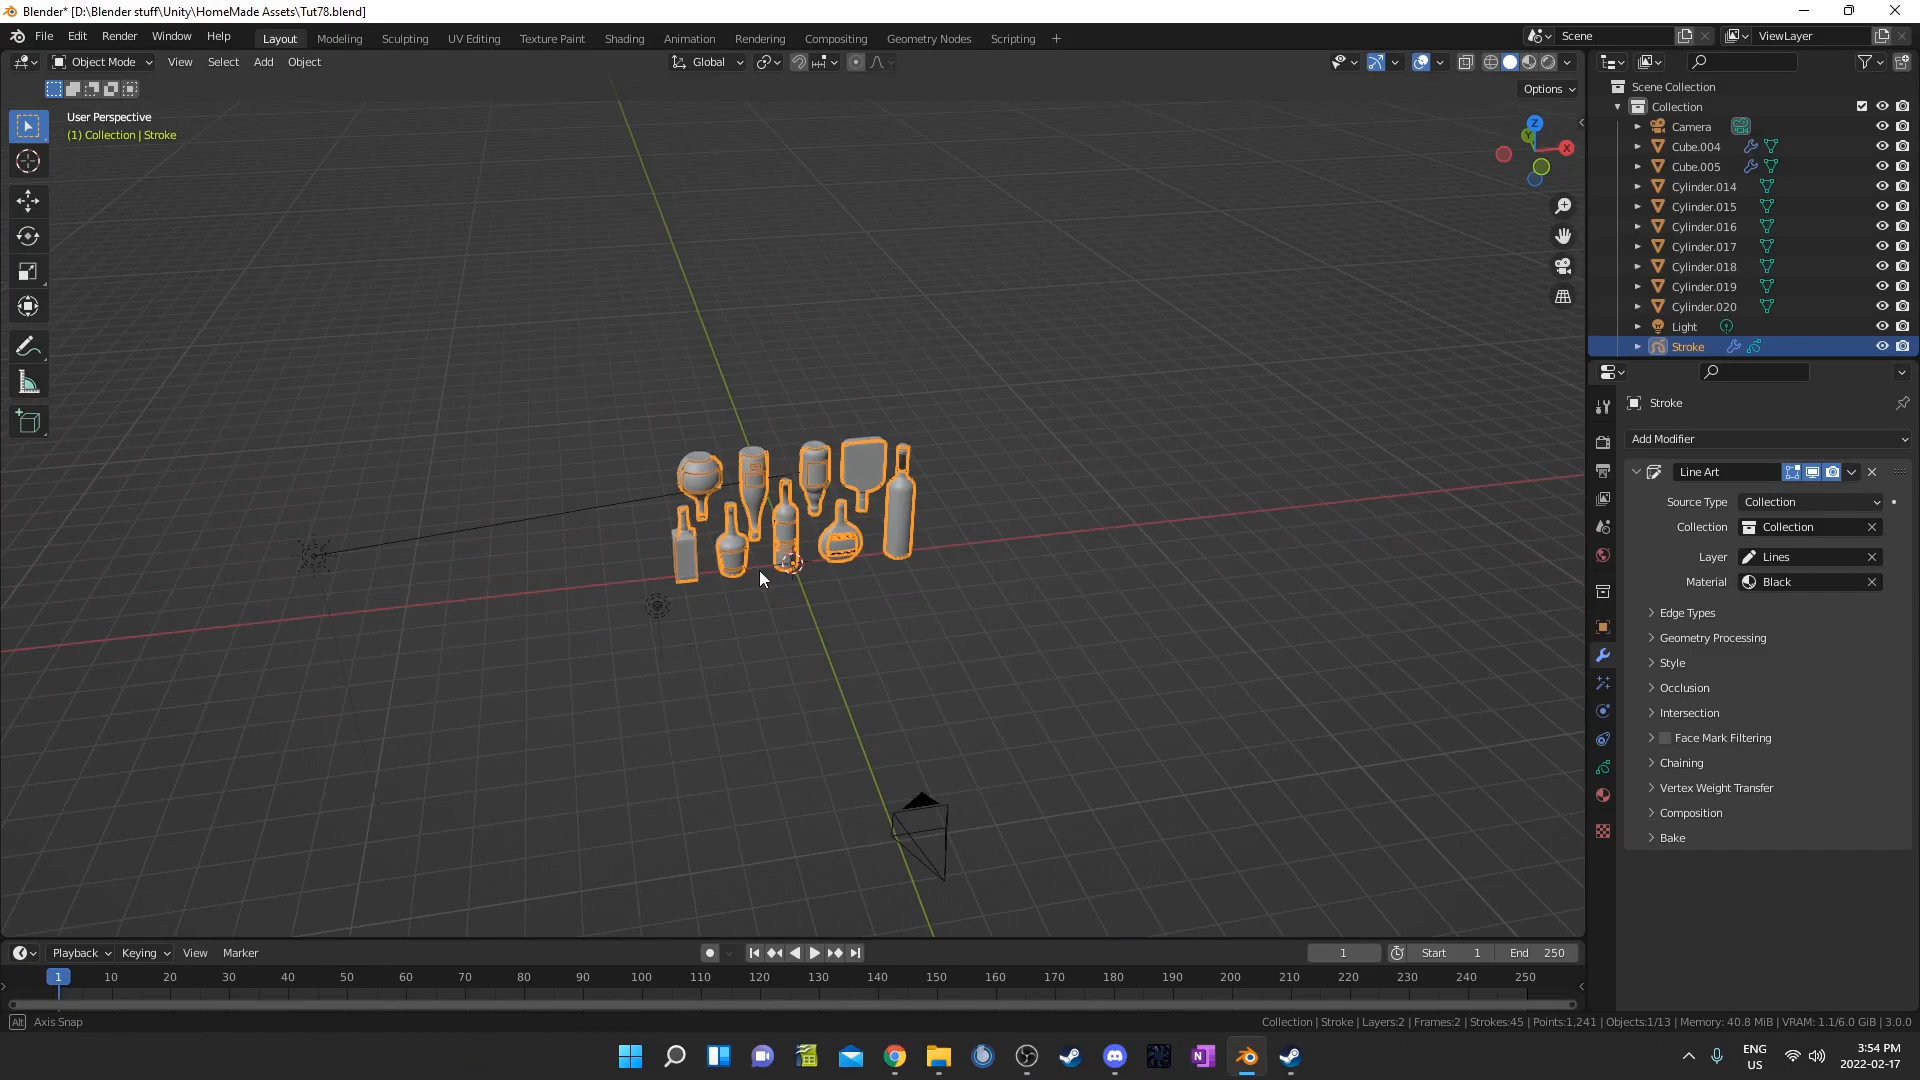 Blender* [D:\Blender stuff\Unity\HomeMade Assets\Tut78.blend]
File Edit Render Window Help
Layout Modeling Sculpting UV Editing Texture Paint Shading Animation Rendering Compositing Geometry Nodes Scripting
Scene
ViewLayer
Object Mode View Select Add Object
Global
Options
User Perspective
(1) Collection | Stroke
Z
Y
X
Scene Collection
Collection
Camera
Cube.004
Cube.005
Cylinder.014
Cylinder.015
Cylinder.016
Cylinder.017
Cylinder.018
Cylinder.019
Cylinder.020
Light
Stroke
Stroke
Add Modifier
Line Art
Source Type Collection
Collection Collection
Layer Lines
Material Black
Edge Types
Geometry Processing
Style
Occlusion
Intersection
Face Mark Filtering
Chaining
Vertex Weight Transfer
Composition
Bake
Playback Keying View Marker
1
Start 1
End 250
1 10 20 30 40 50 60 70 80 90 100 110 120 130 140 150 160 170 180 190 200 210 220 230 240 250
Alt Axis Snap
Collection | Stroke | Layers:2 | Frames:2 | Strokes:45 | Points:1,241 | Objects:1/13 | Memory: 40.8 MiB | VRAM: 1.1/6.0 GiB | 3.0.0
ENG
US
3:54 PM
2022-02-17